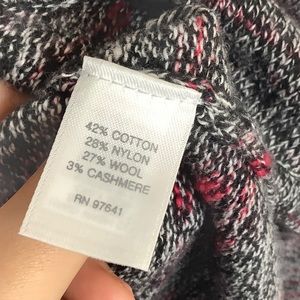 42% COTTON
28% NYLON
27% WOOL
3% CASHMERE
RN 97641